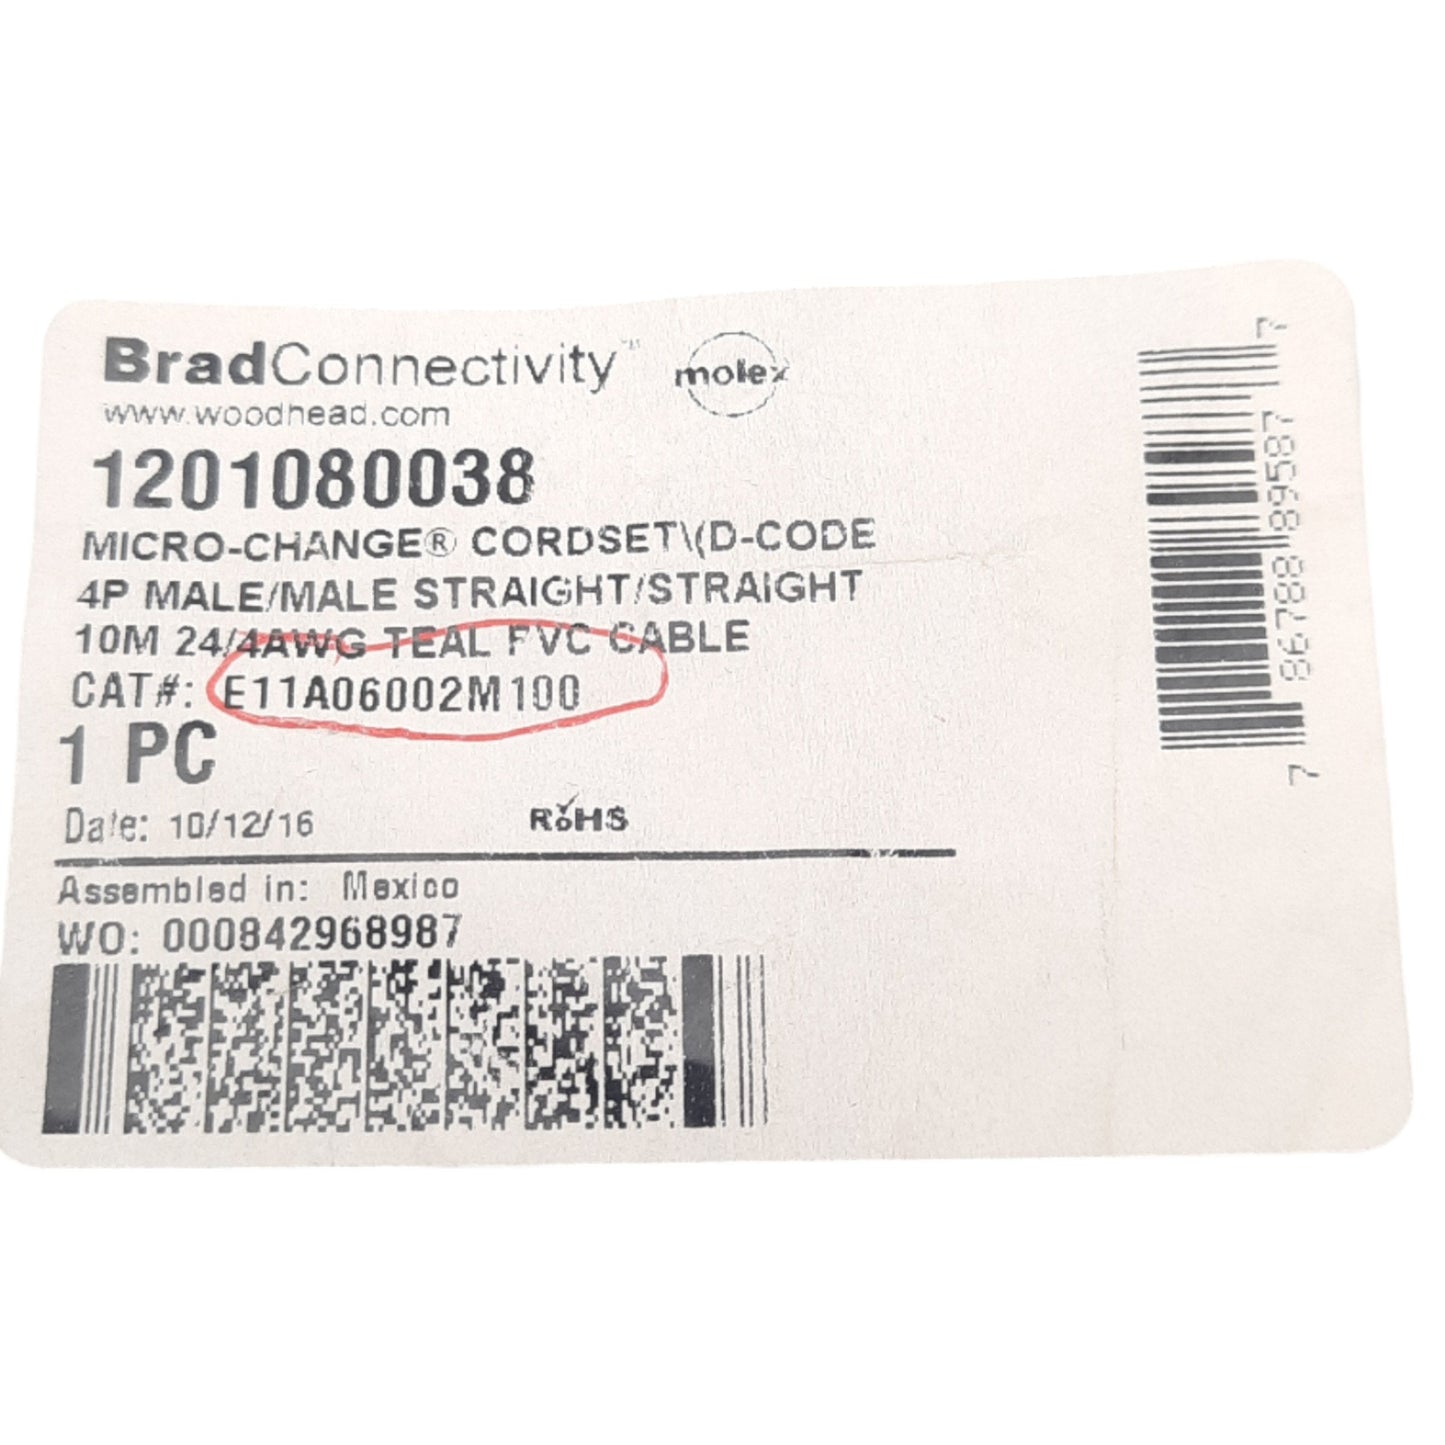 BradConnectivity™ molex
www.woodhead.com
1201080038
MICRO-CHANGE® CORDSET\(D-CODE
4P MALE/MALE STRAIGHT/STRAIGHT
10M 24/4AWG TEAL PVC CABLE
CAT#: E11A06002M100
1 PC
Date: 10/12/16 RoHS
Assembled in: Mexico
WO: 000842968987
7 86788 89587 7